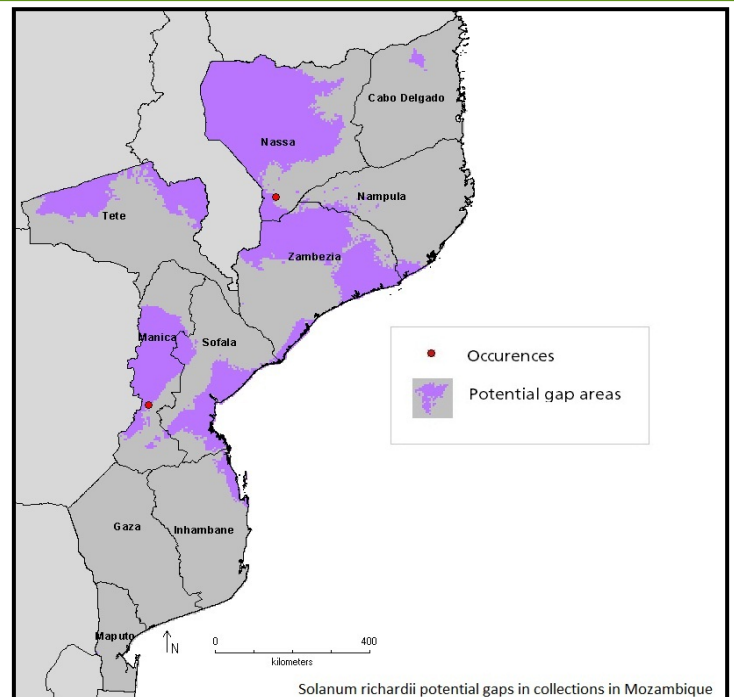 Cabo Delgado
Nassa
Nampula
Tete
Zambezia
Manica
Sofala
Occurences
Potential gap areas
Gaza
Inhambane
Maputo
N
0 400
kilometers
Solanum richardii potential gaps in collections in Mozambique